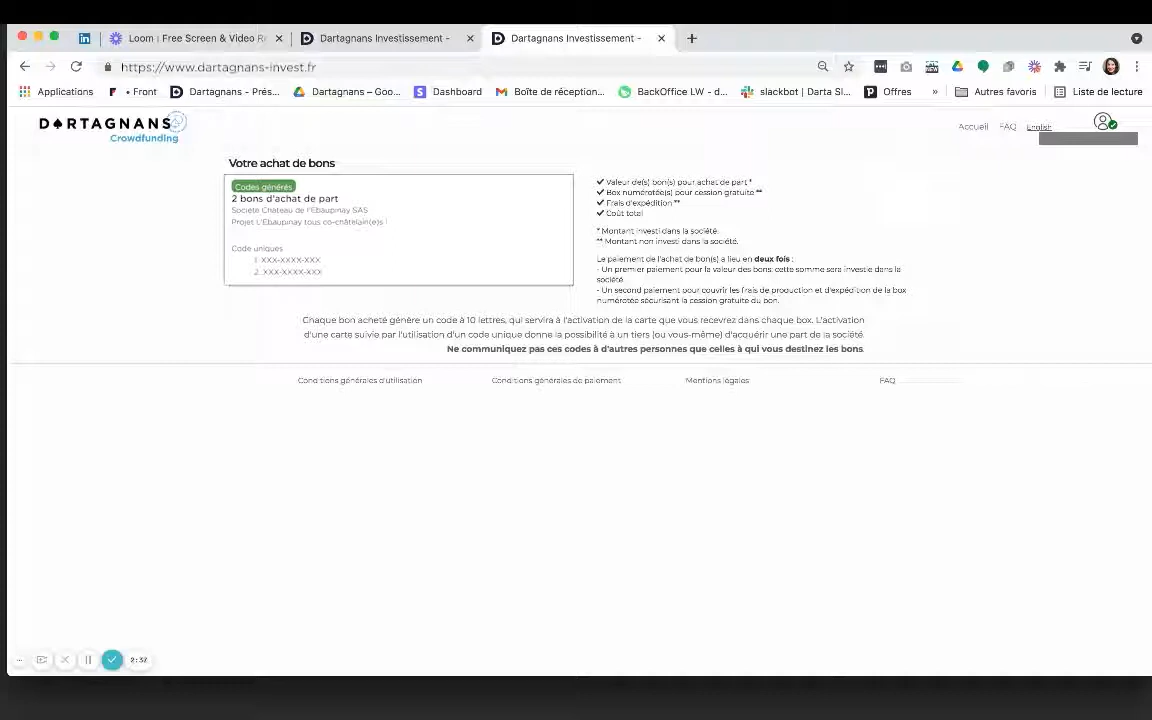 Loom | Free Screen & Video R
Dartagnans Investissement -
Dartagnans Investissement -
https://www.dartagnans-invest.fr
Applications
• Front
Dartagnans - Prés...
Dartagnans – Goo...
Dashboard
Boîte de réception...
BackOffice LW - d...
slackbot | Darta Sl...
Offres
»
Autres favoris
Liste de lecture
DARTAGNANS
Crowdfunding
Accueil
FAQ
English
Votre achat de bons
Codes générés
2 bons d'achat de part
Société Chateau de l'Ebaupinay SAS
Projet L'Ebaupinay tous co-châtelain(e)s !
Code uniques
1. XXX-XXXX-XXX
2. XXX-XXXX-XXX
✔ Valeur de(s) bon(s) pour achat de part *
✔ Box numérotée(s) pour cession gratuite **
✔ Frais d'expédition **
✔ Coût total
* Montant investi dans la société.
** Montant non investi dans la société.
Le paiement de l'achat de bon(s) a lieu en deux fois :
- Un premier paiement pour la valeur des bons: cette somme sera investie dans la
société.
- Un second paiement pour couvrir les frais de production et d'expédition de la box
numérotée sécurisant la cession gratuite du bon.
Chaque bon acheté génère un code à 10 lettres, qui servira à l'activation de la carte que vous recevrez dans chaque box. L'activation
d'une carte suivie par l'utilisation d'un code unique donne la possibilité à un tiers (ou vous-même) d'acquérir une part de la société.
Ne communiquez pas ces codes à d'autres personnes que celles à qui vous destinez les bons.
Conditions générales d'utilisation
Conditions générales de paiement
Mentions légales
FAQ
2:37